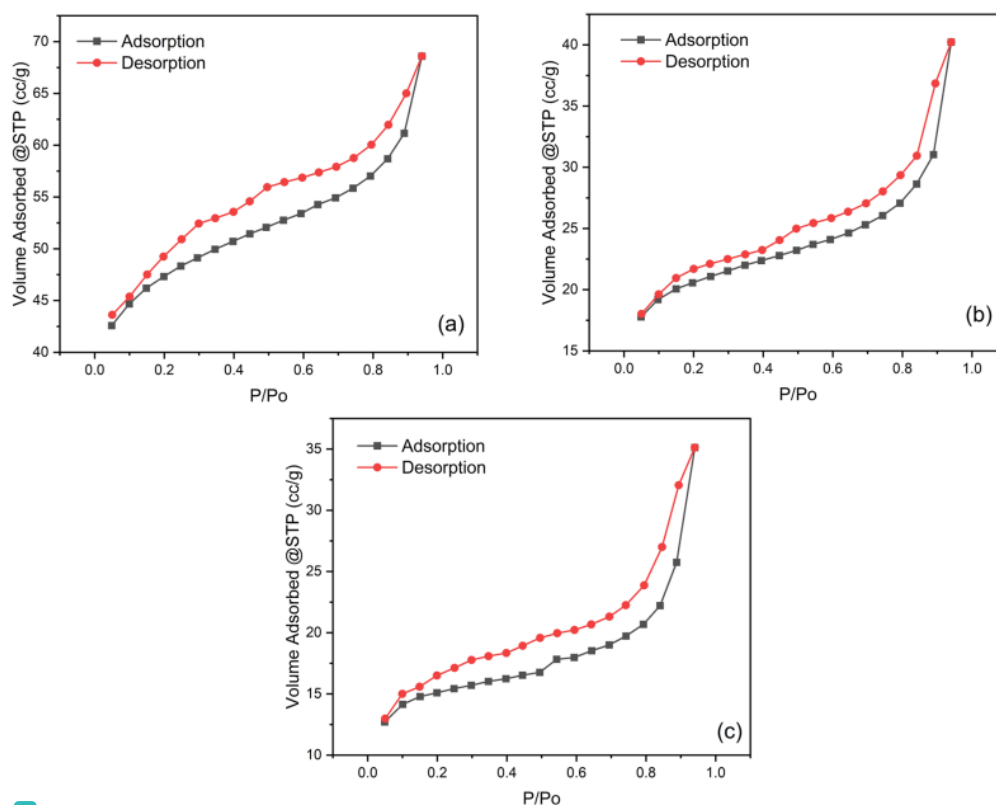 Adsorption
Desorption
Volume Adsorbed @STP (cc/g)
70
65
60
55
50
45
40
0.0 0.2 0.4 0.6 0.8 1.0
P/Po
(a)
Adsorption
Desorption
Volume Adsorbed @STP (cc/g)
40
35
30
25
20
15
0.0 0.2 0.4 0.6 0.8 1.0
P/Po
(b)
Adsorption
Desorption
Volume Adsorbed @STP (cc/g)
35
30
25
20
15
10
0.0 0.2 0.4 0.6 0.8 1.0
P/Po
(c)